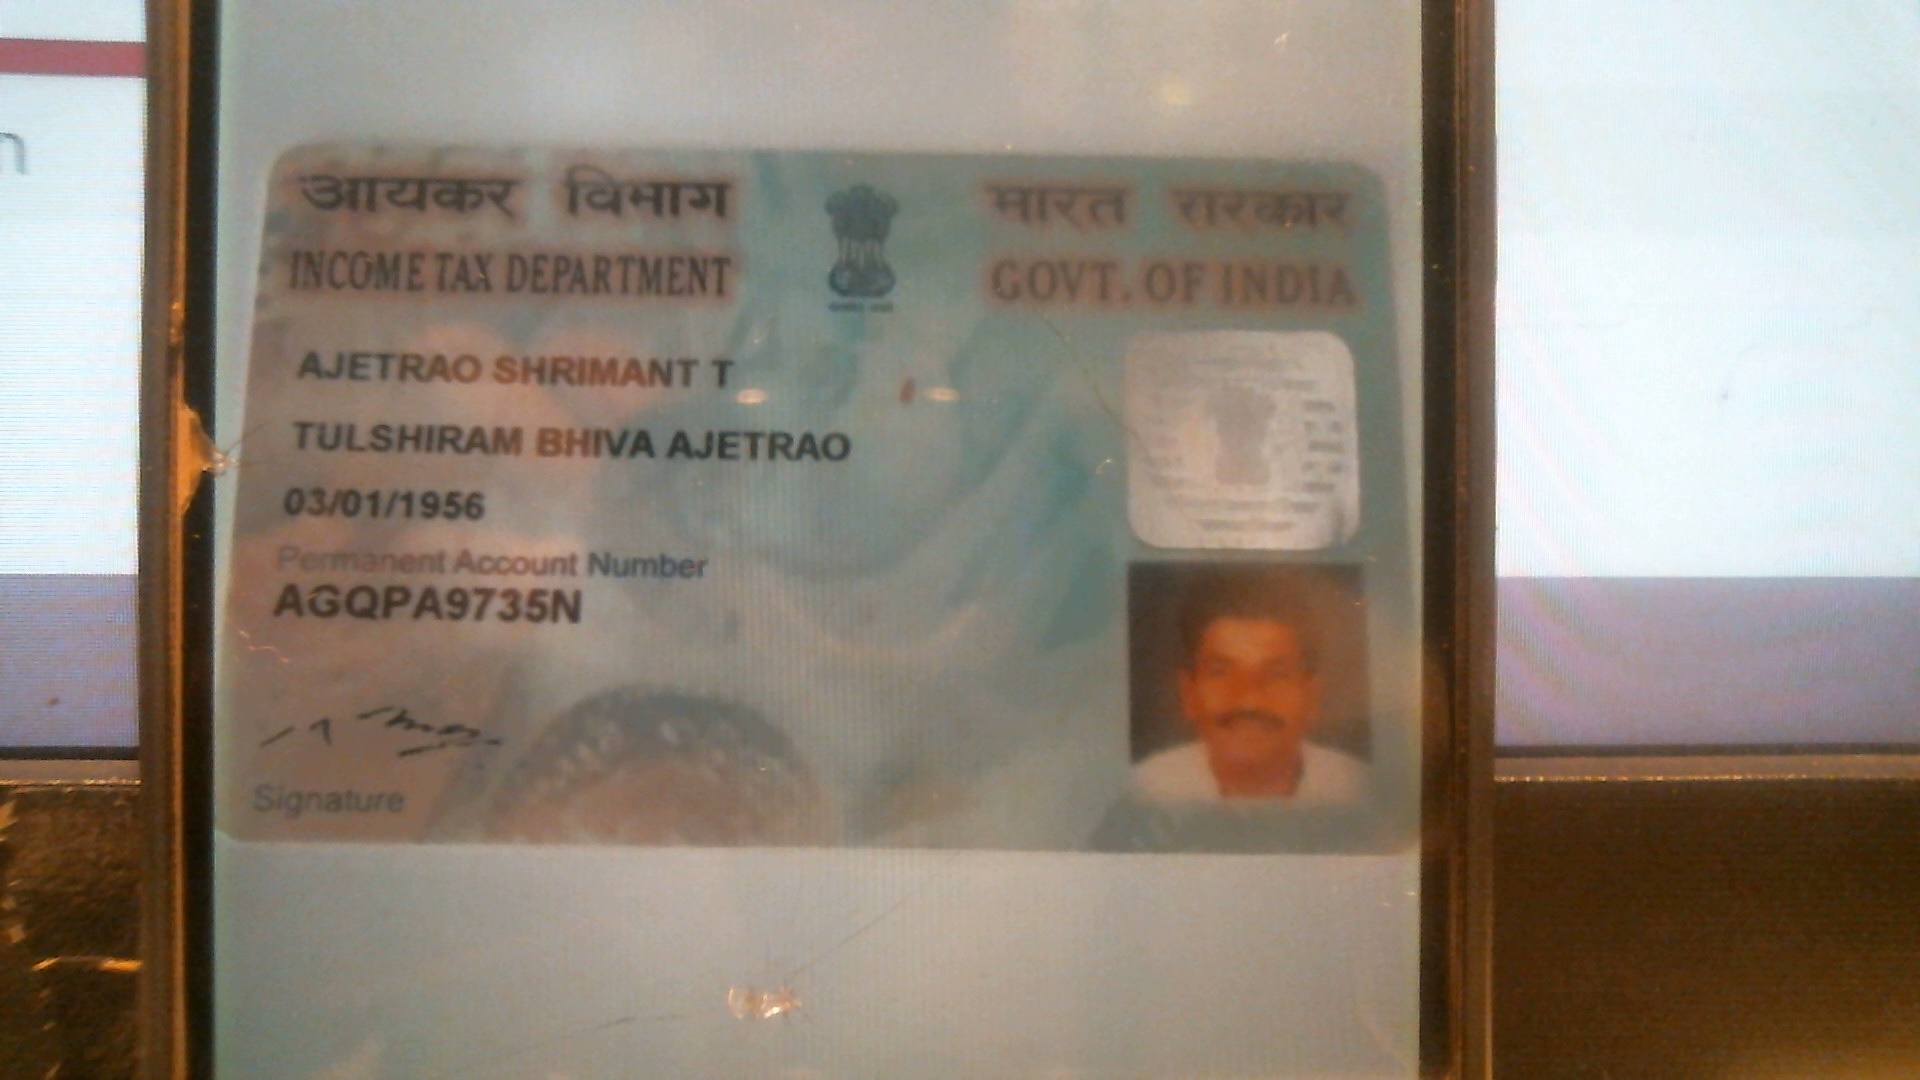 आयकर विभाग
INCOME TAX DEPARTMENT
भारत सरकार
GOVT. OF INDIA
AJETRAO SHRIMANT T
TULSHIRAM BHIVA AJETRAO
03/01/1956
Permanent Account Number
AGQPA9735N
Signature